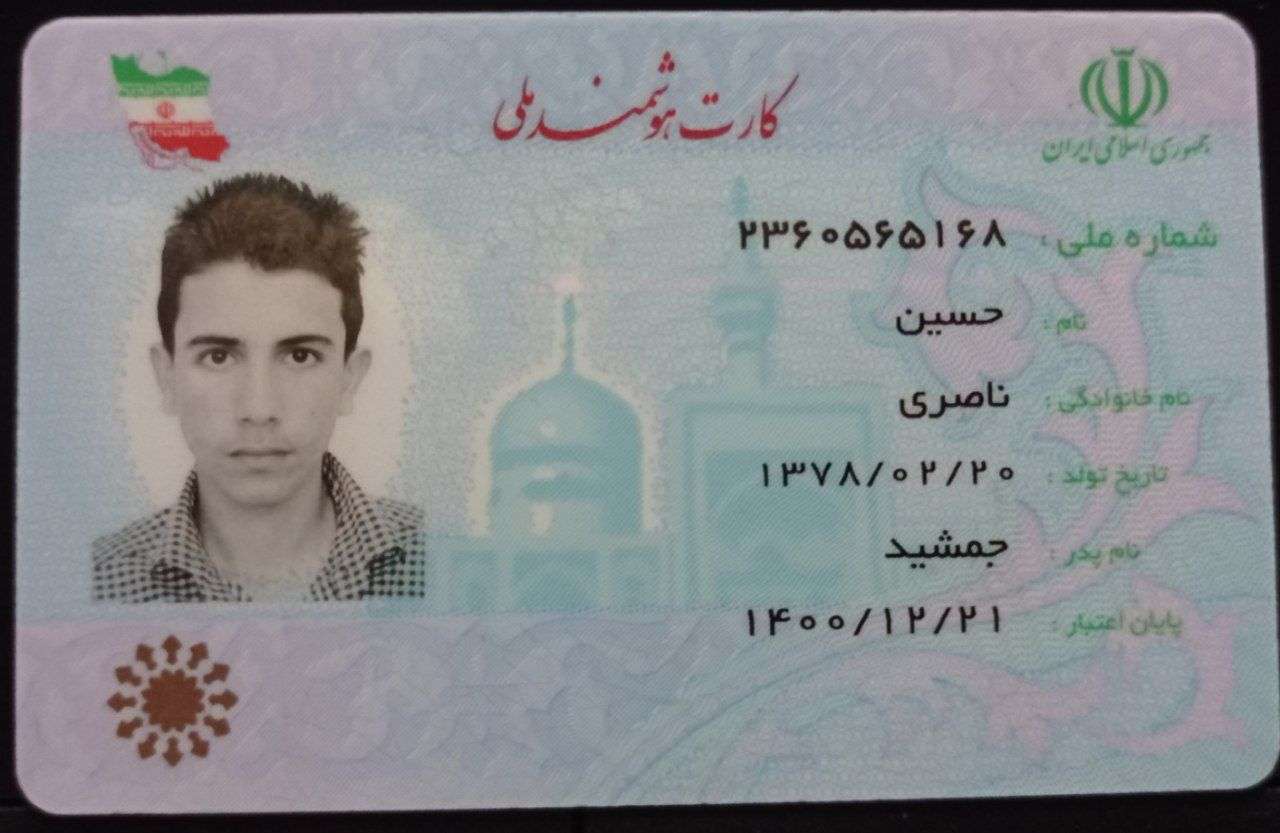 کارت هوشمند ملی
جمهوری اسلامی ایران
شماره ملی: ۲۳۶۰۵۶۵۱۶۸
نام: حسین
نام خانوادگی: ناصری
تاریخ تولد: ۱۳۷۸/۰۲/۲۰
نام پدر: جمشید
پایان اعتبار: ۱۴۰۰/۱۲/۲۱